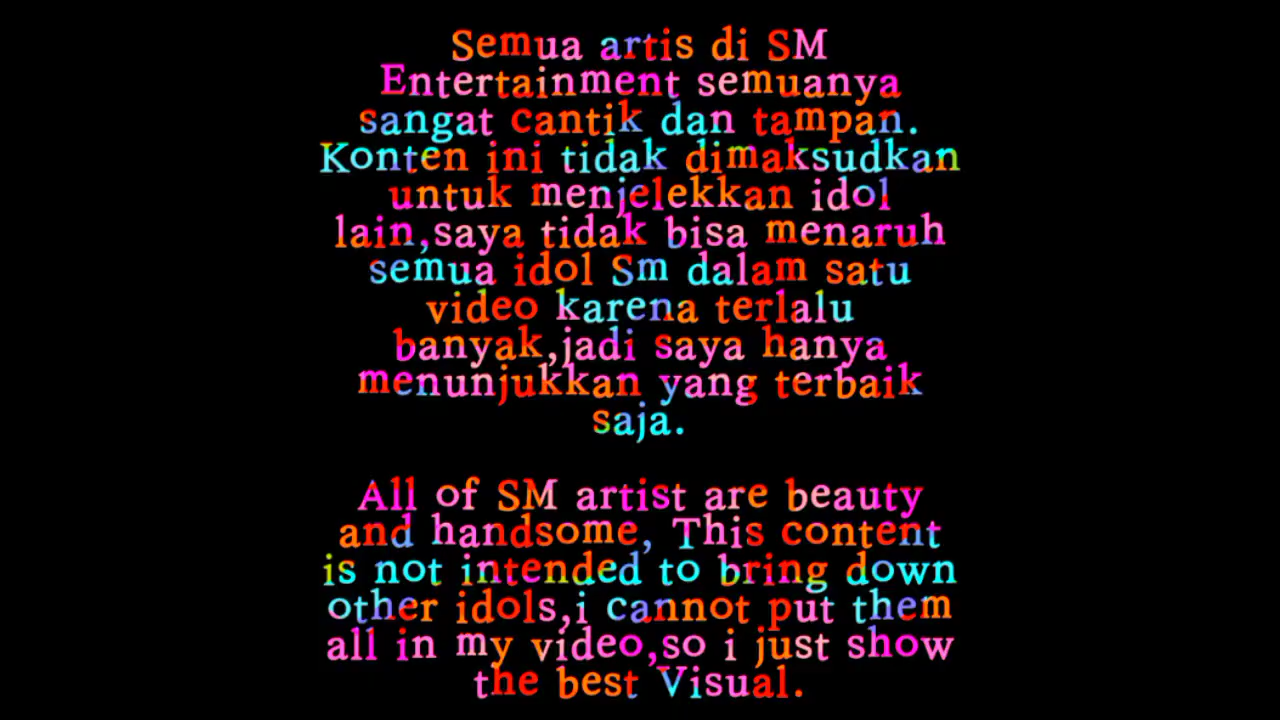 Semua artis di SM
Entertainment semuanya
sangat cantik dan tampan.
Konten ini tidak dimaksudkan
untuk menjelekkan idol
lain,saya tidak bisa menaruh
semua idol Sm dalam satu
video karena terlalu
banyak,jadi saya hanya
menunjukkan yang terbaik
saja.
All of SM artist are beauty
and handsome, This content
is not intended to bring down
other idols,i cannot put them
all in my video,so i just show
the best Visual.